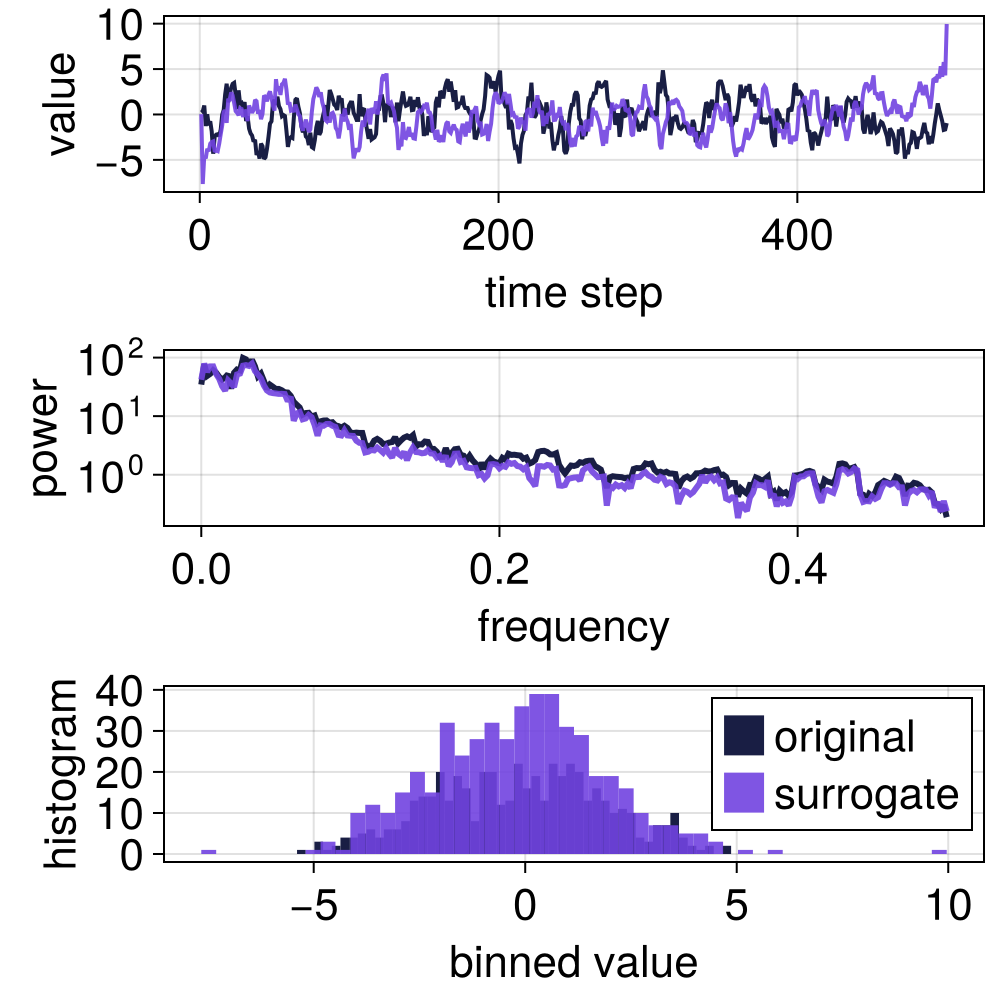 value
10
5
0
−5
0 200 400
time step
power
10²
10¹
10⁰
0.0 0.2 0.4
frequency
histogram
40
30
20
10
0
original
surrogate
−5 0 5 10
binned value